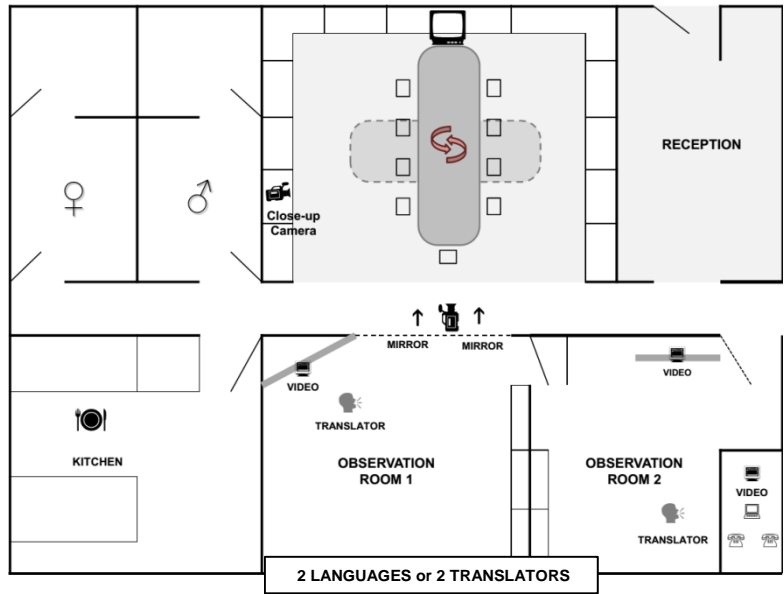 RECEPTION
Close-up
Camera
MIRROR
MIRROR
VIDEO
VIDEO
TRANSLATOR
KITCHEN
OBSERVATION
ROOM 1
OBSERVATION
ROOM 2
VIDEO
TRANSLATOR
2 LANGUAGES or 2 TRANSLATORS